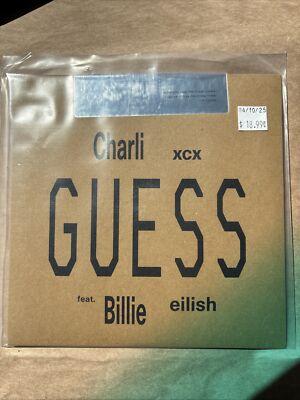 04/10/25
$ 18.99
Charli xcx
GUESS
feat. Billie eilish